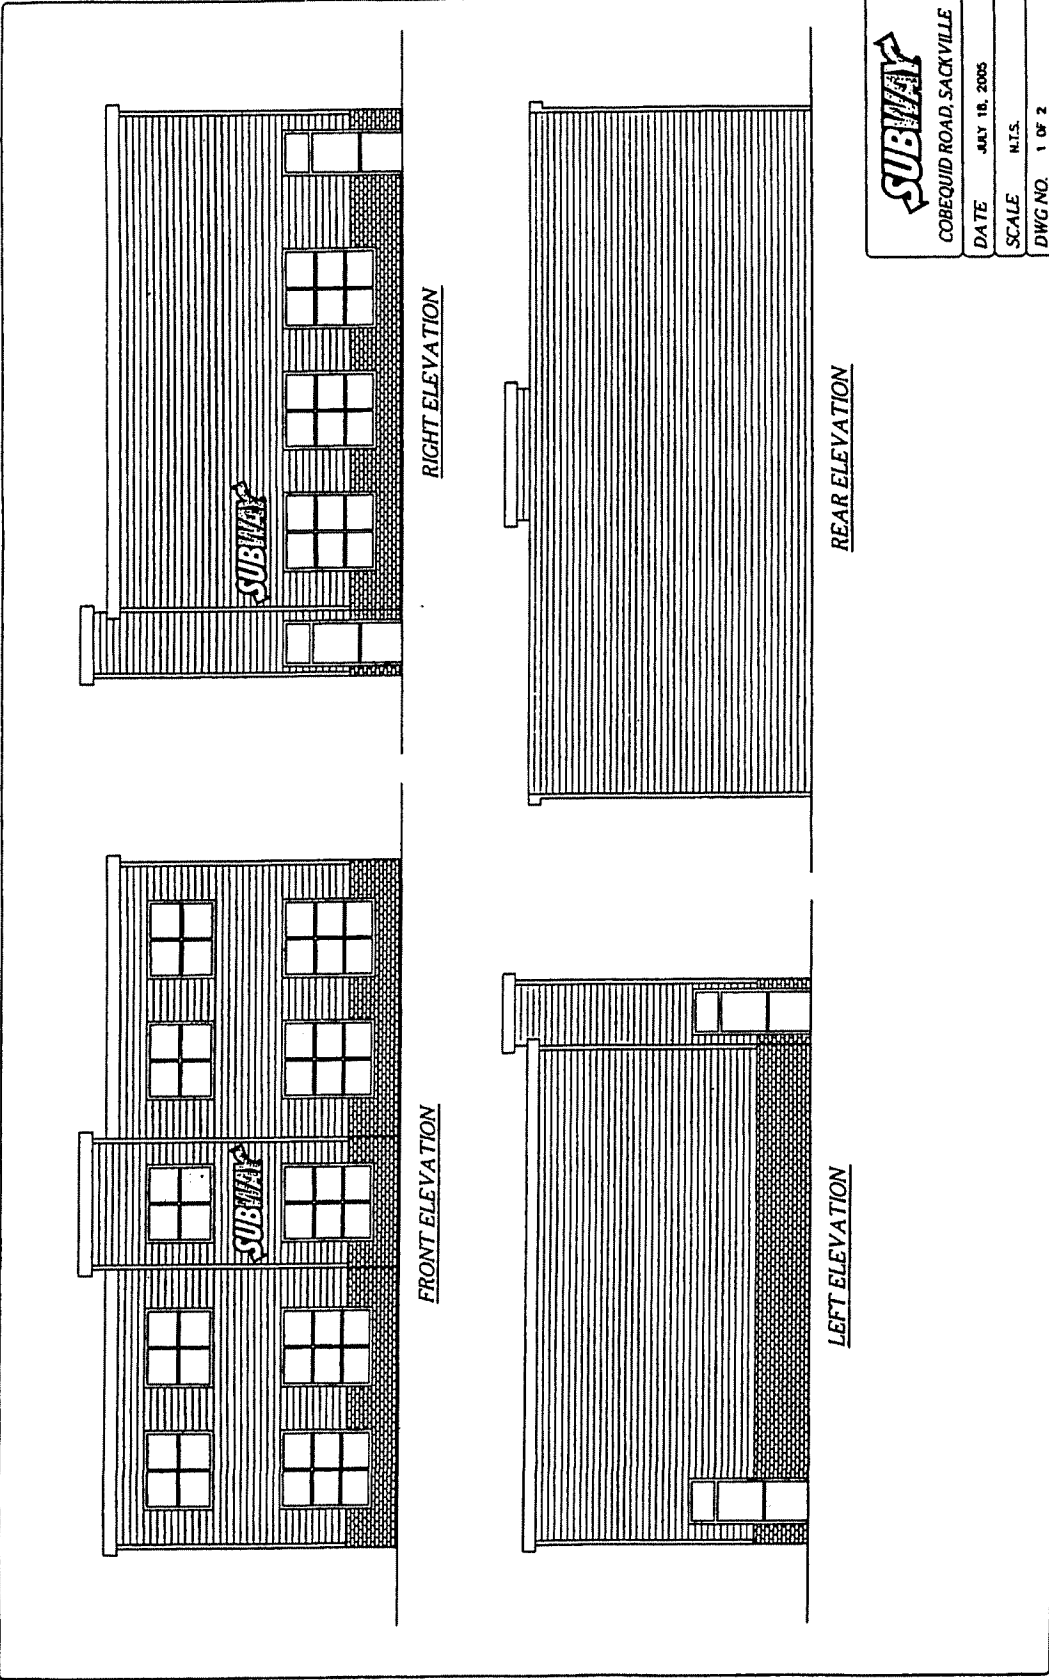 SUBWAY
FRONT ELEVATION
SUBWAY
RIGHT ELEVATION
LEFT ELEVATION
REAR ELEVATION
SUBWAY
COBEQUID ROAD, SACKVILLE
DATE JULY 18, 2005
SCALE N.T.S.
DWG NO. 1 OF 2